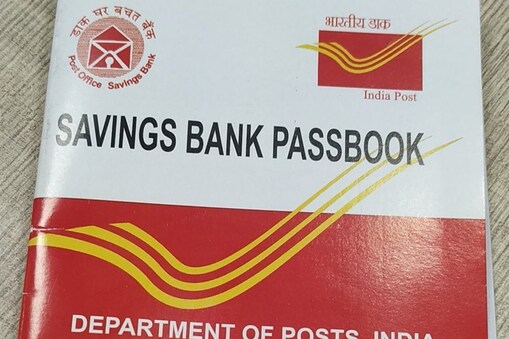 डाक घर बचत बैंक
Post Office Savings Bank
भारतीय डाक
India Post
SAVINGS BANK PASSBOOK
DEPARTMENT OF POSTS, INDIA